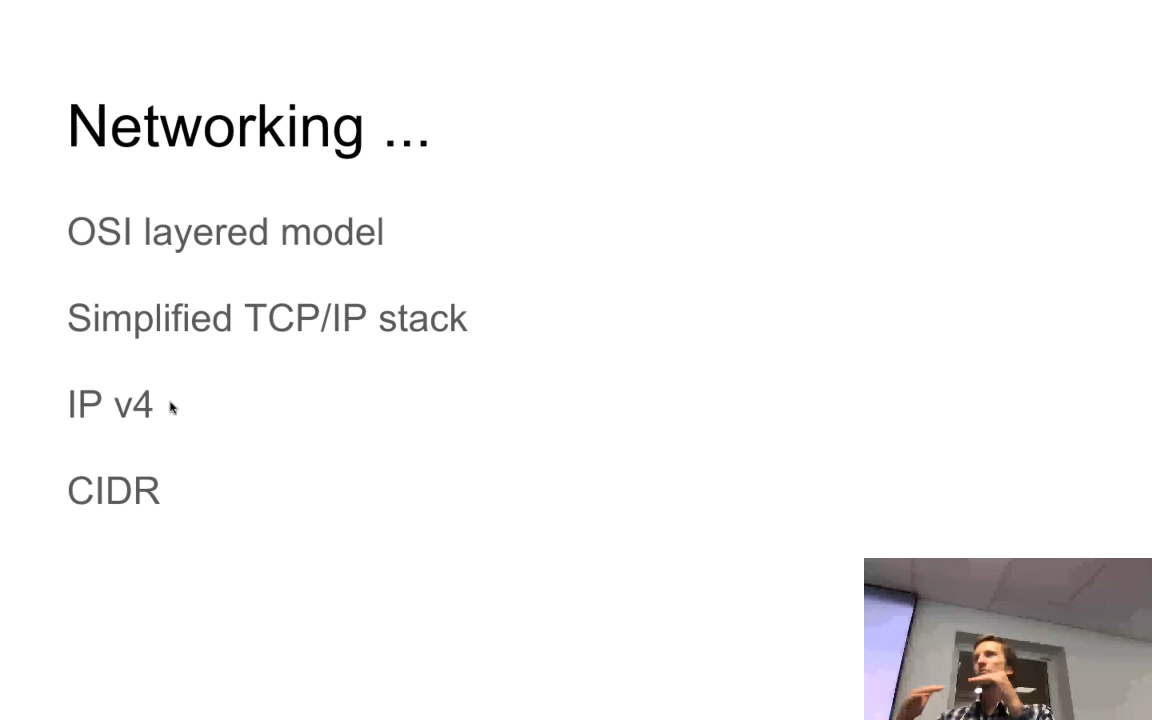 Networking ...
OSI layered model
Simplified TCP/IP stack
IP v4
CIDR